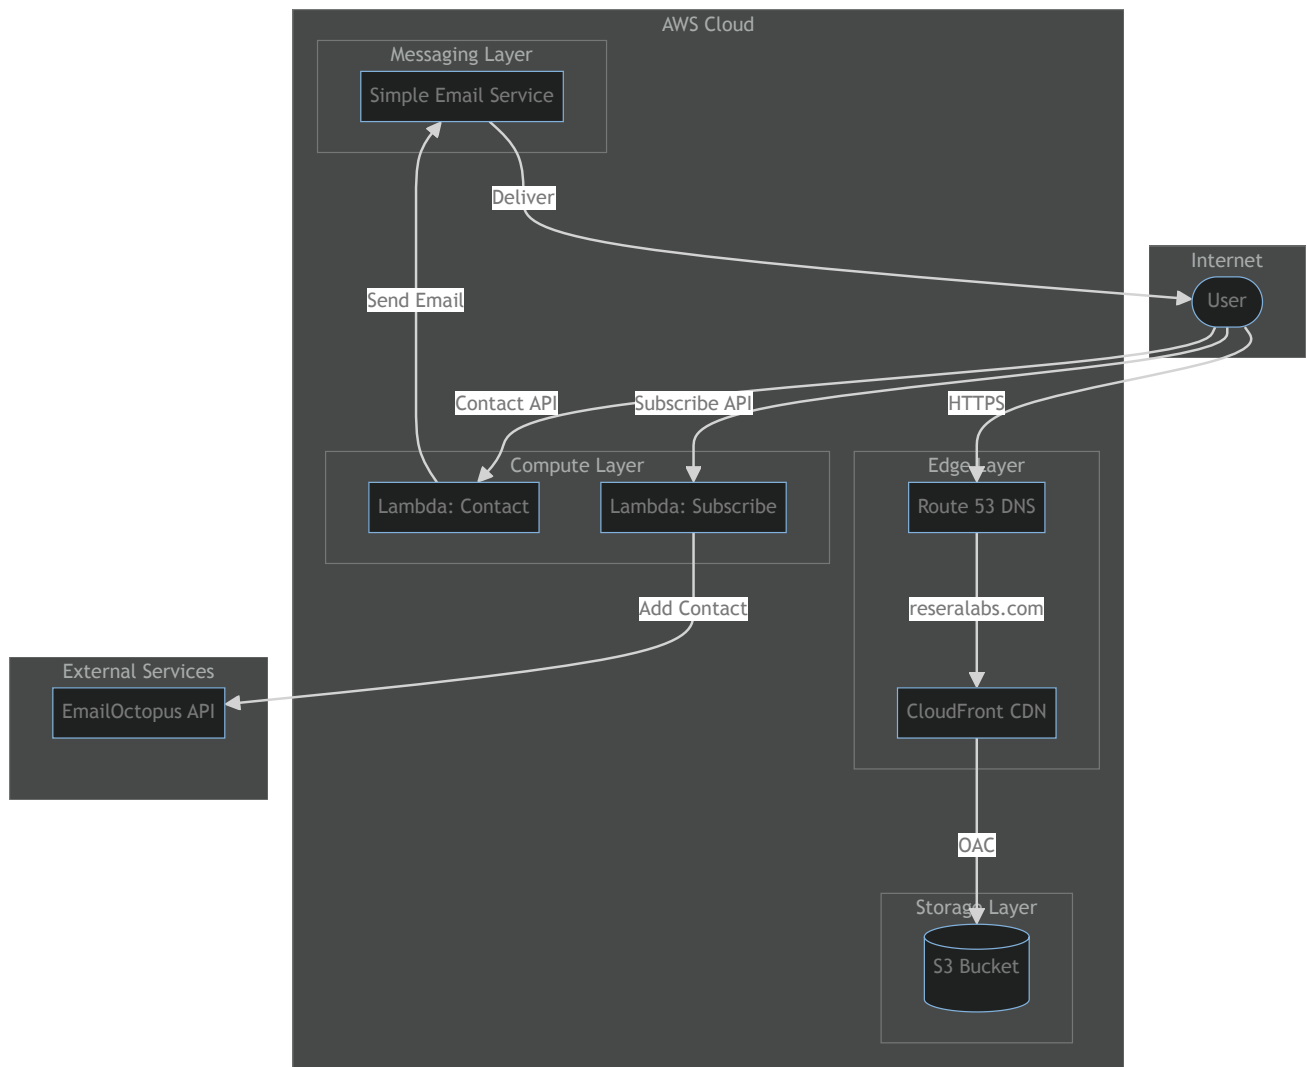 AWS Cloud
Messaging Layer
Simple Email Service
Deliver
Internet
User
Send Email
Contact API
Subscribe API
HTTPS
Compute Layer
Edge Layer
Lambda: Contact
Lambda: Subscribe
Route 53 DNS
Add Contact
reseralabs.com
External Services
EmailOctopus API
CloudFront CDN
OAC
Storage Layer
S3 Bucket